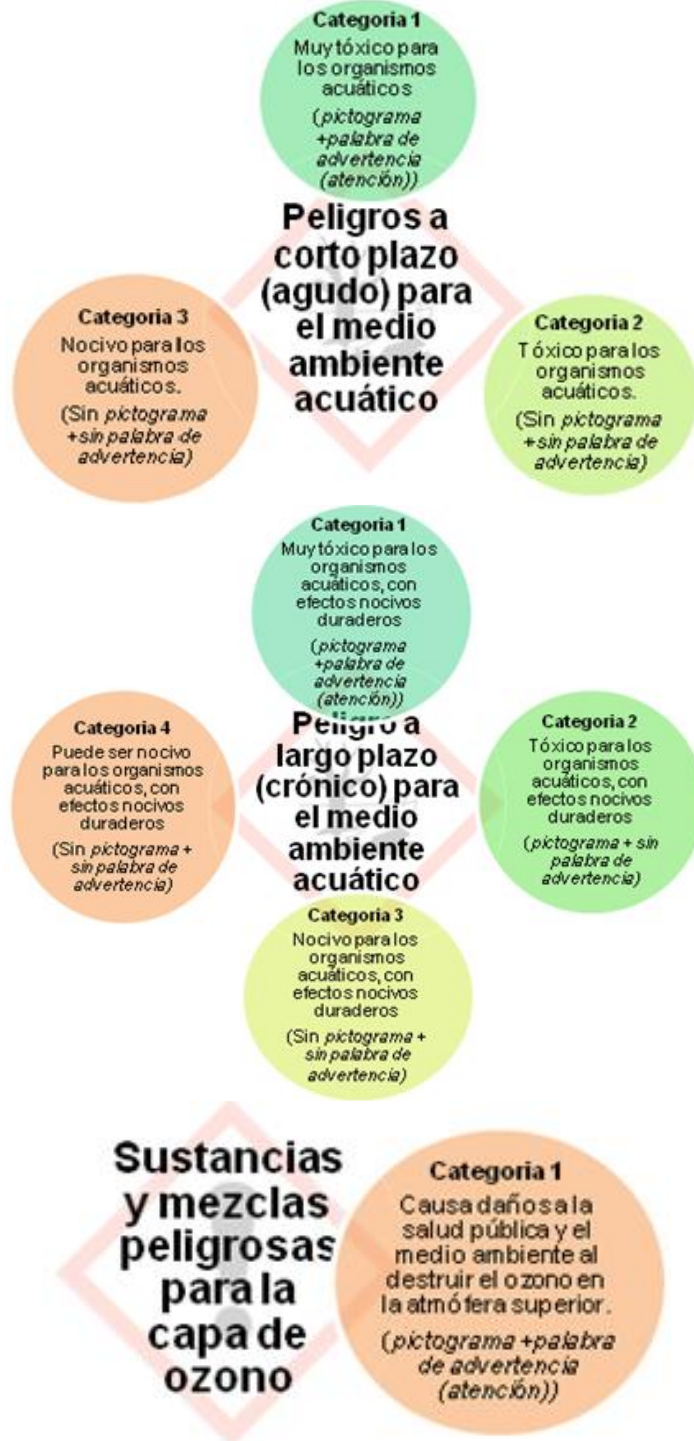 Categoria 1
Muy tóxico para
los organismos
acuáticos
(pictograma
+palabra de
advertencia
(atención))
Peligros a
corto plazo
(agudo) para
el medio
ambiente
acuático
Categoria 3
Nocivo para los
organismos
acuáticos.
(Sin pictograma
+sin palabra de
advertencia)
Categoria 2
Tóxico para los
organismos
acuáticos.
(Sin pictograma
+sin palabra de
advertencia)
Categoria 1
Muy tóxico para los
organismos
acuáticos, con
efectos nocivos
duraderos
(pictograma
+palabra de
advertencia
(atención))
Peligro a
largo plazo
(crónico) para
el medio
ambiente
acuático
Categoria 4
Puede ser nocivo
para los organismos
acuáticos, con
efectos nocivos
duraderos
(Sin pictograma +
sin palabra de
advertencia)
Categoria 2
Tóxico para los
organismos
acuáticos, con
efectos nocivos
duraderos
(pictograma + sin
palabra de
advertencia)
Categoria 3
Nocivo para los
organismos
acuáticos, con
efectos nocivos
duraderos
(Sin pictograma +
sin palabra de
advertencia)
Sustancias
y mezclas
peligrosas
para la
capa de
ozono
Categoria 1
Causa daños a la
salud pública y el
medio ambiente al
destruir el ozono en
la atmófera superior.
(pictograma +palabra
de advertencia
(atención))